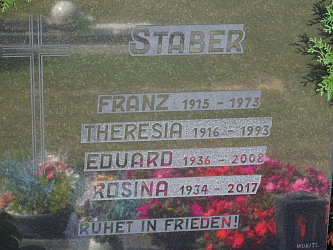 STABER
FRANZ 1915 - 1973
THERESIA 1916 - 1993
EDUARD 1936 - 2008
ROSINA 1934 - 2017
RUHET IN FRIEDEN!